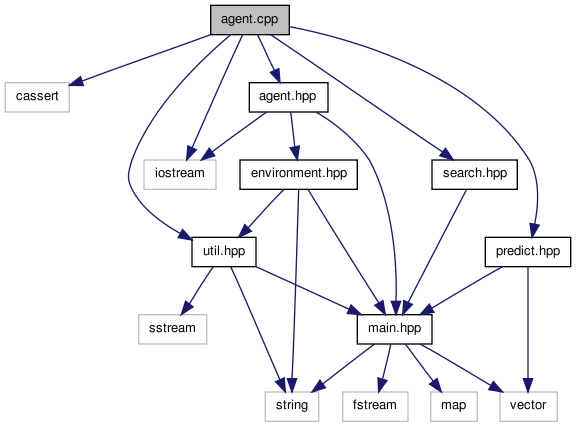 agent.cpp
cassert
agent.hpp
iostream
environment.hpp
search.hpp
util.hpp
predict.hpp
sstream
main.hpp
string
fstream
map
vector